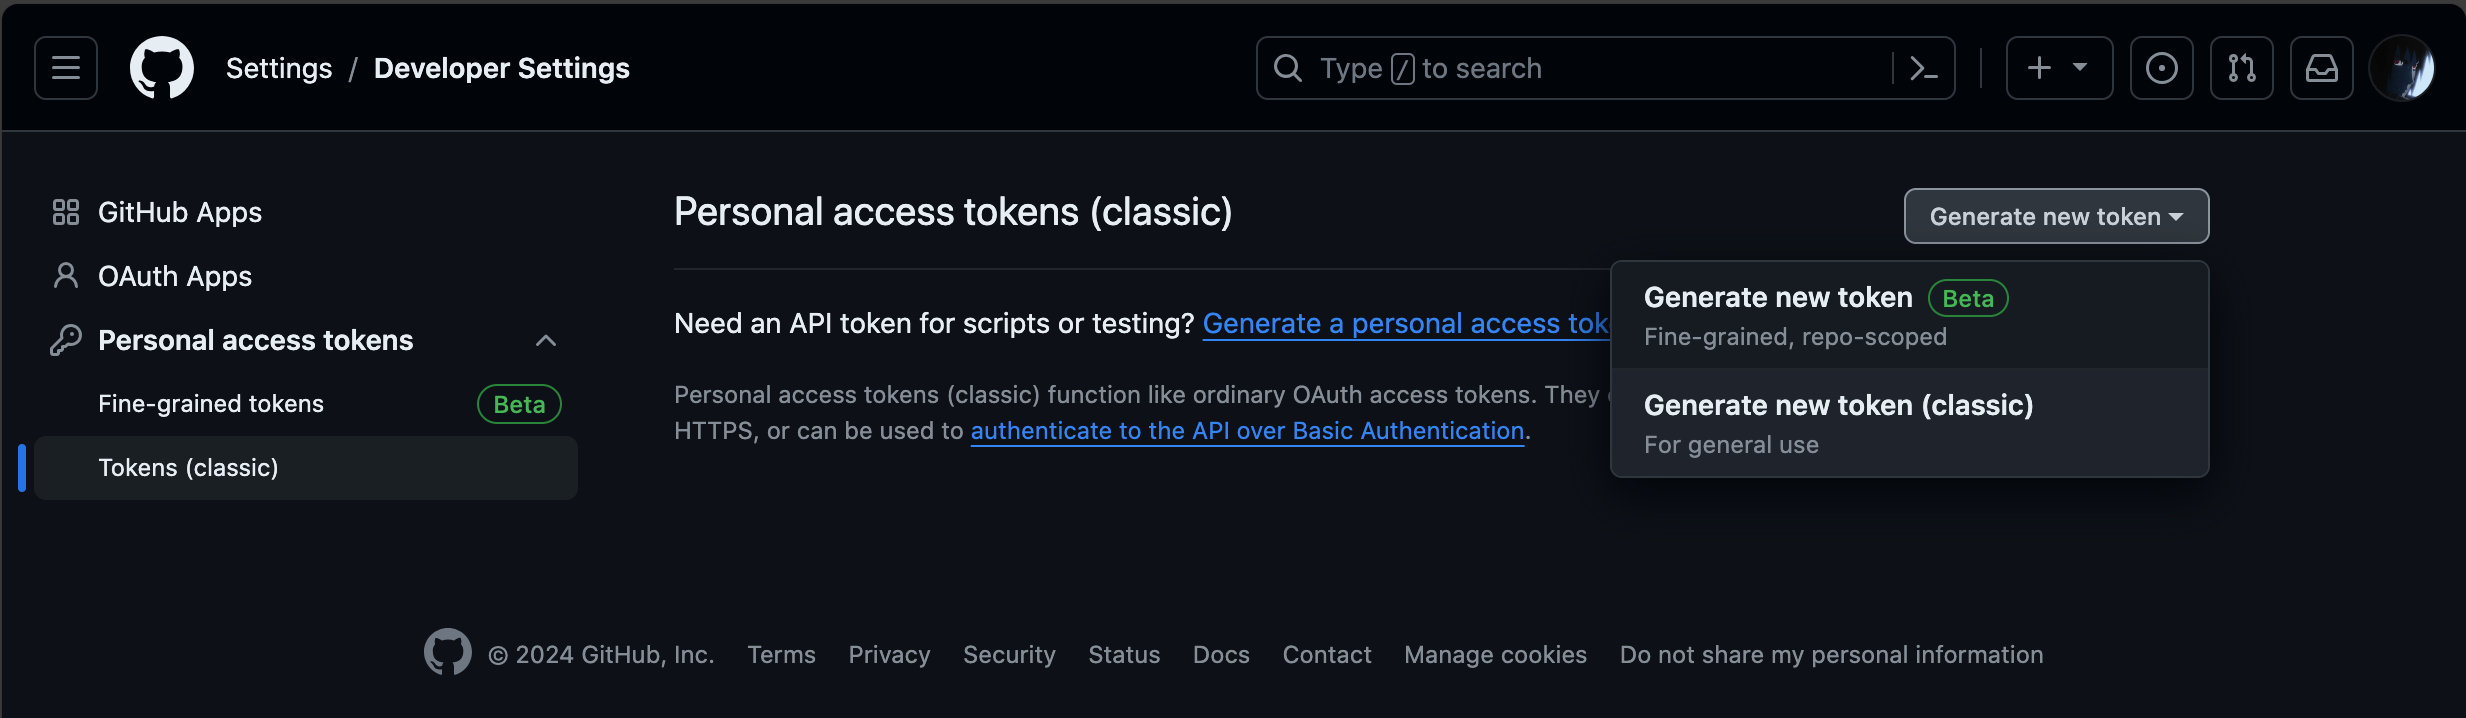 Settings / Developer Settings
Type / to search
GitHub Apps
OAuth Apps
Personal access tokens
Fine-grained tokens Beta
Tokens (classic)
Personal access tokens (classic)
Generate new token
Need an API token for scripts or testing? Generate a personal access
Personal access tokens (classic) function like ordinary OAuth access tokens. They
HTTPS, or can be used to authenticate to the API over Basic Authentication.
Generate new token Beta
Fine-grained, repo-scoped
Generate new token (classic)
For general use
© 2024 GitHub, Inc. Terms Privacy Security Status Docs Contact Manage cookies Do not share my personal information